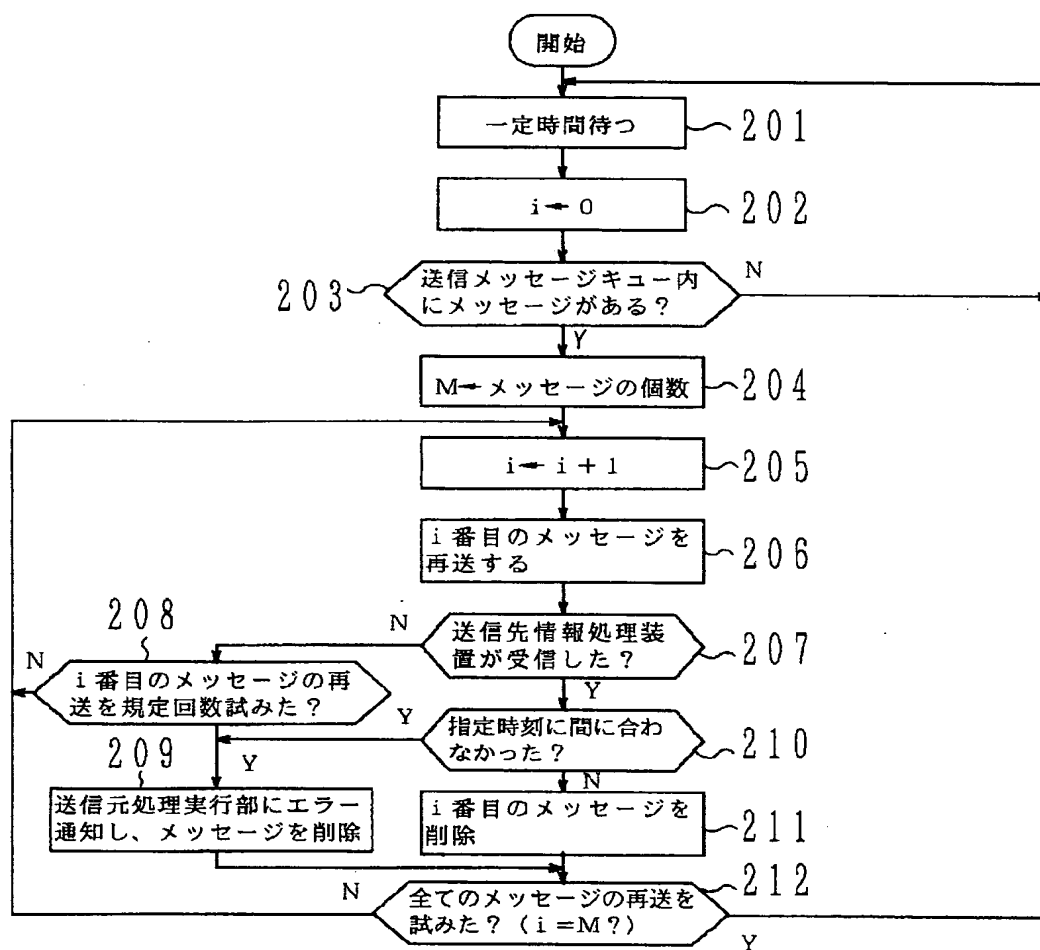 開始
一定時間待つ
201
i←0
202
203
送信メッセージキュー内
にメッセージがある？
N
Y
M←メッセージの個数
204
i←i+1
205
i番目のメッセージを
再送する
206
208
N
送信先情報処理装
置が受信した？
207
N
i番目のメッセージの再
送を規定回数試みた？
Y
Y
指定時刻に間に合わ
なかった？
210
209
Y
N
送信元処理実行部にエラー
通知し、メッセージを削除
i番目のメッセージを
削除
211
212
N
全てのメッセージの再送を
試みた？（i=M？）
Y